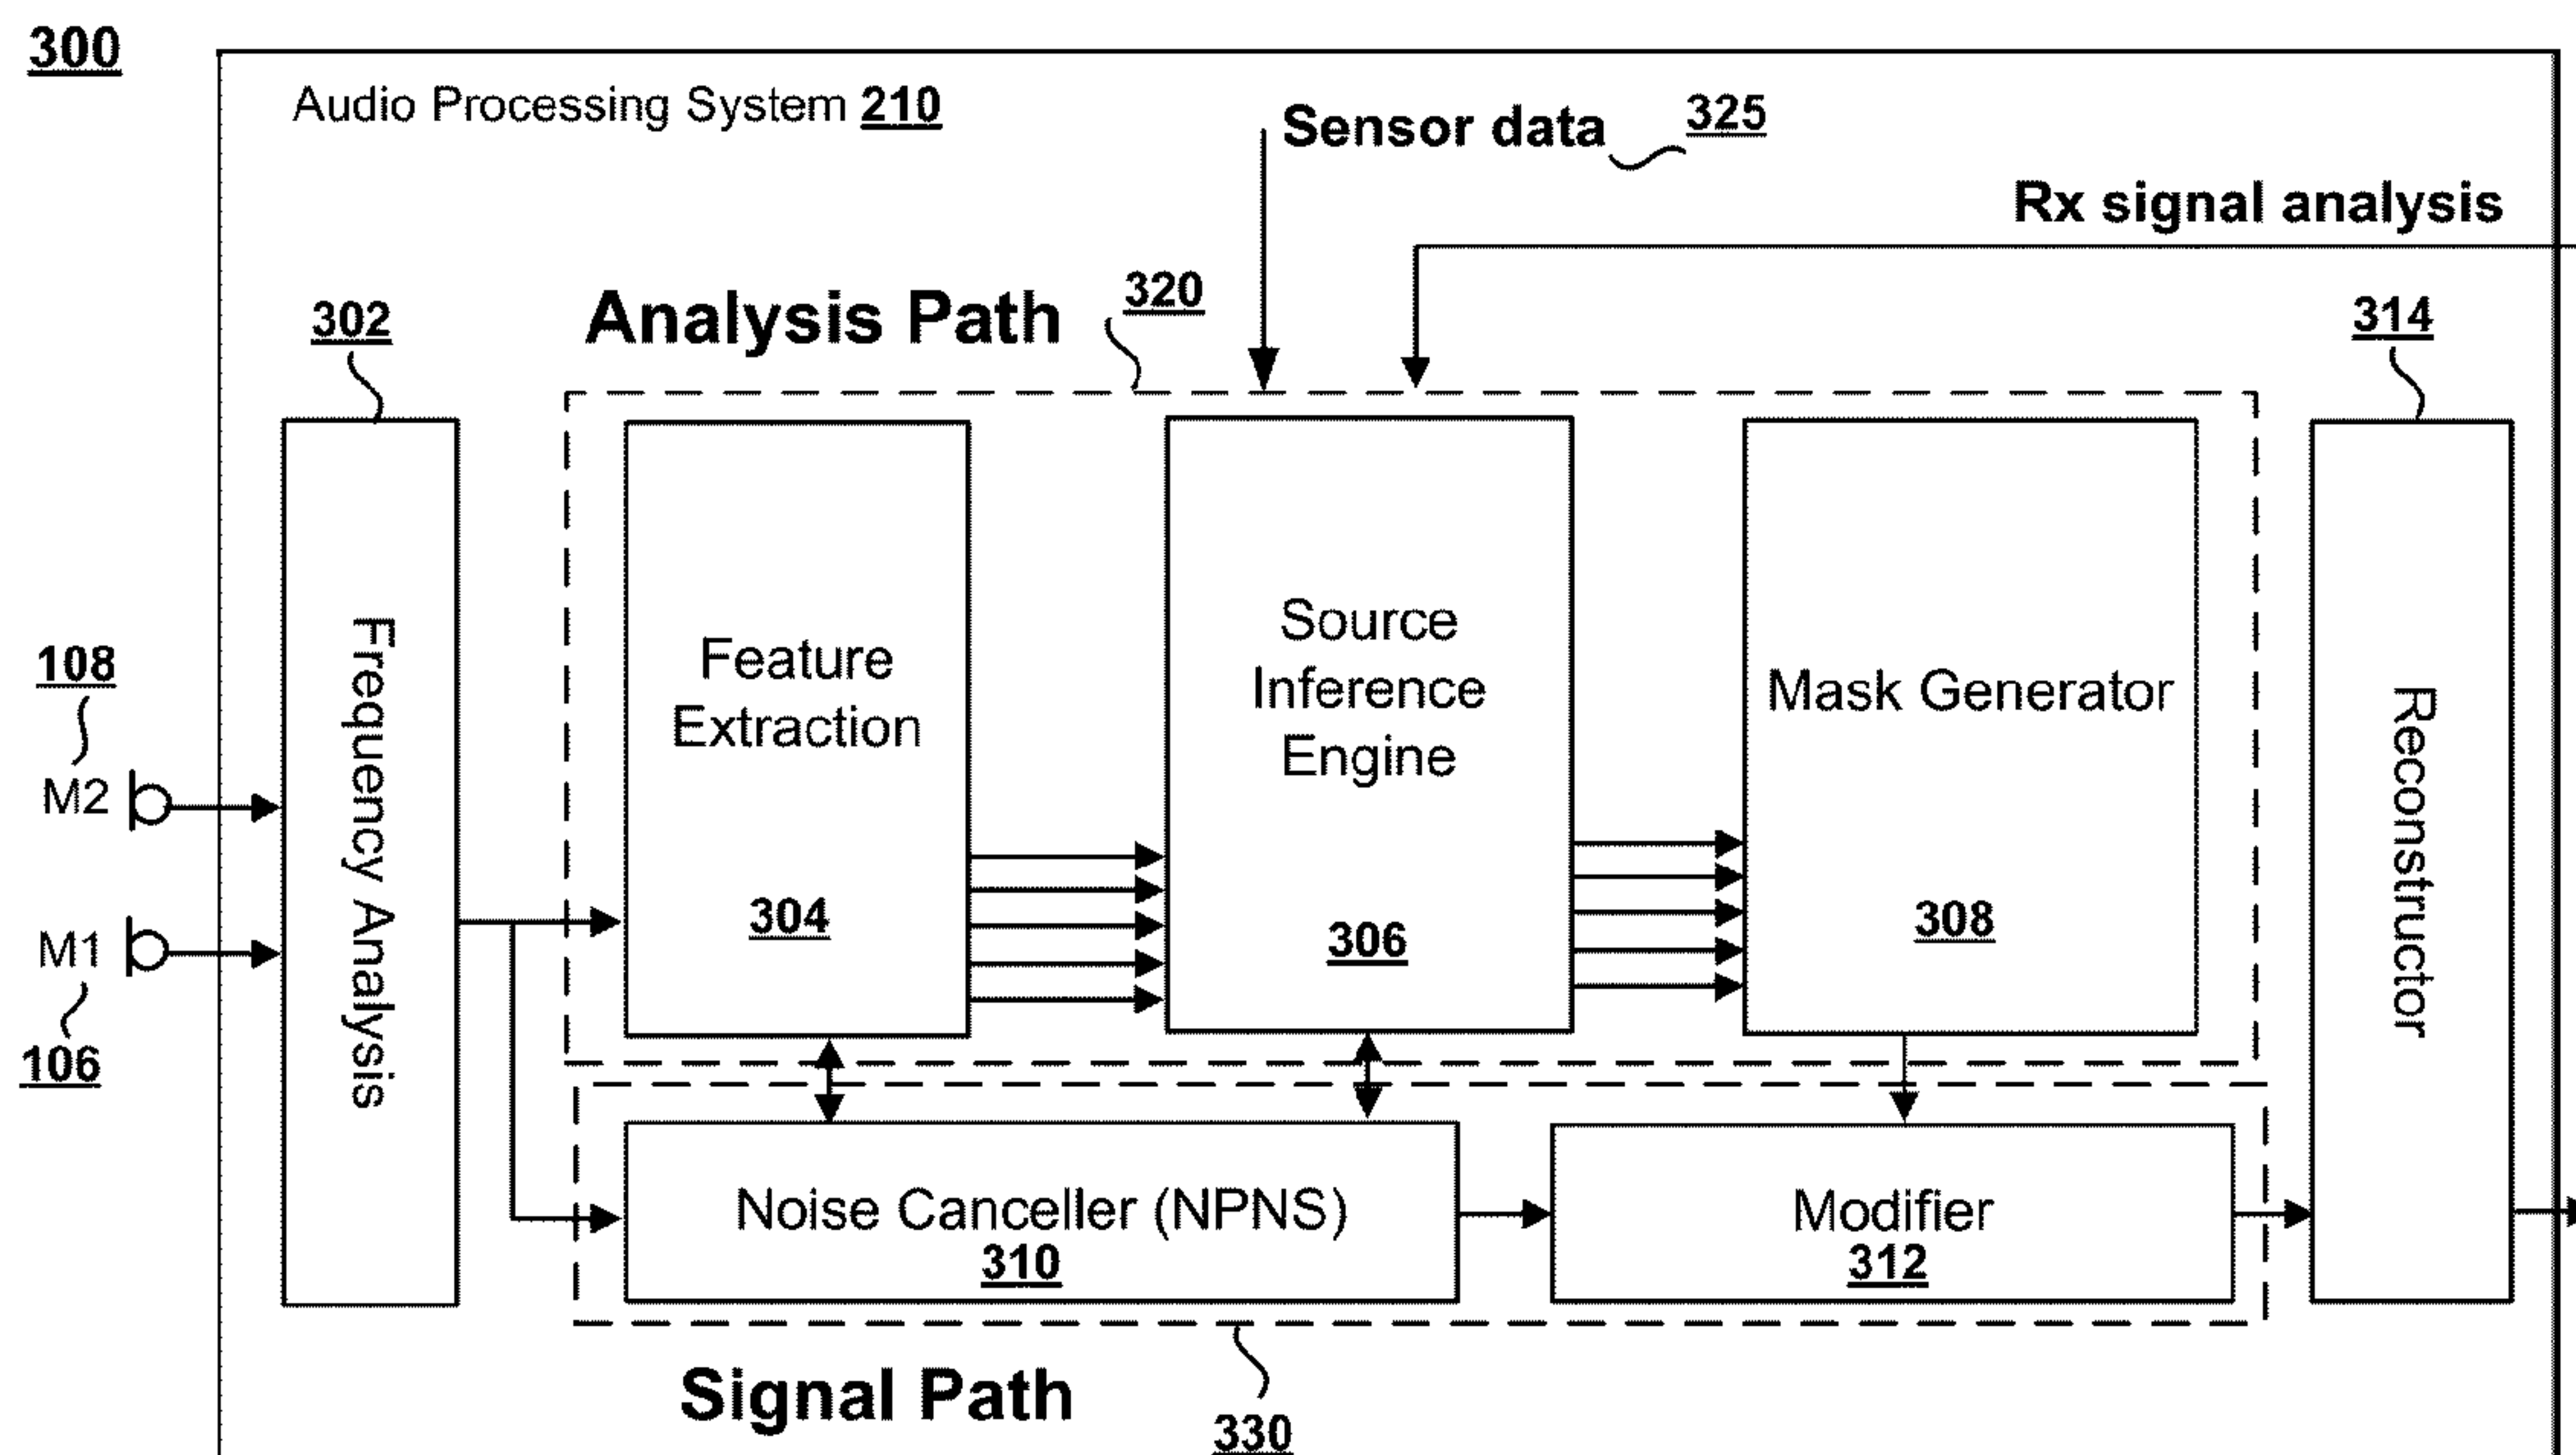 300
Audio Processing System 210
Sensor data
325
Rx signal analysis
Analysis Path
320
302
314
Frequency Analysis
Feature
Extraction
304
Source
Inference
Engine
306
Mask Generator
308
Reconstructor
108
M2
M1
106
Noise Canceller (NPNS)
310
Modifier
312
Signal Path
330